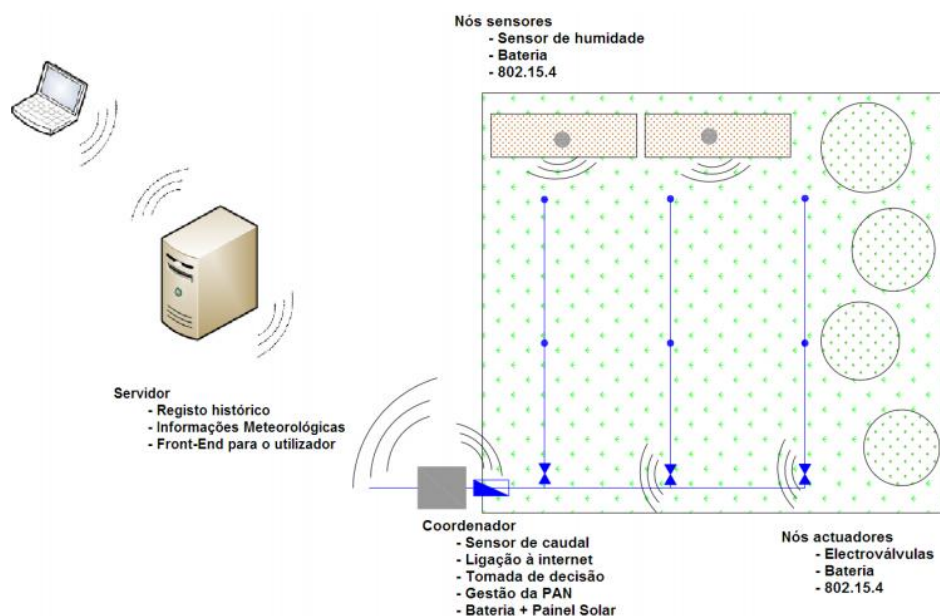 Nós sensores
- Sensor de humidade
- Bateria
- 802.15.4
Servidor
- Registo histórico
- Informações Meteorológicas
- Front-End para o utilizador
Coordenador
- Sensor de caudal
- Ligação à internet
- Tomada de decisão
- Gestão da PAN
- Bateria + Painel Solar
Nós actuadores
- Electroválvulas
- Bateria
- 802.15.4